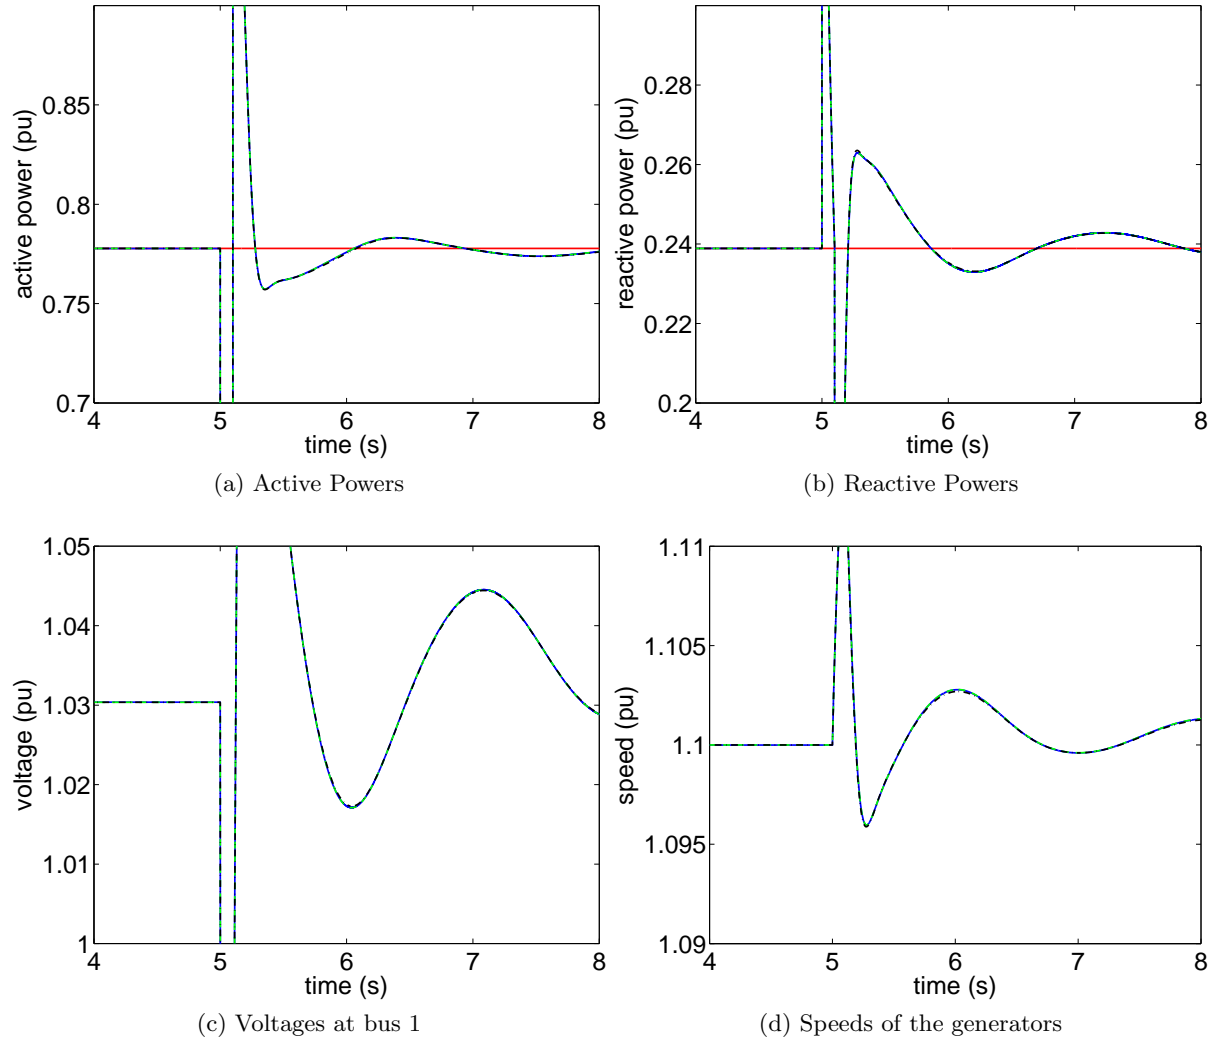 active power (pu)
0.85
0.8
0.75
0.7
4 5 6 7 8
time (s)
(a) Active Powers
reactive power (pu)
0.28
0.26
0.24
0.22
0.2
4 5 6 7 8
time (s)
(b) Reactive Powers
voltage (pu)
1.05
1.04
1.03
1.02
1.01
1
4 5 6 7 8
time (s)
(c) Voltages at bus 1
speed (pu)
1.11
1.105
1.1
1.095
1.09
4 5 6 7 8
time (s)
(d) Speeds of the generators